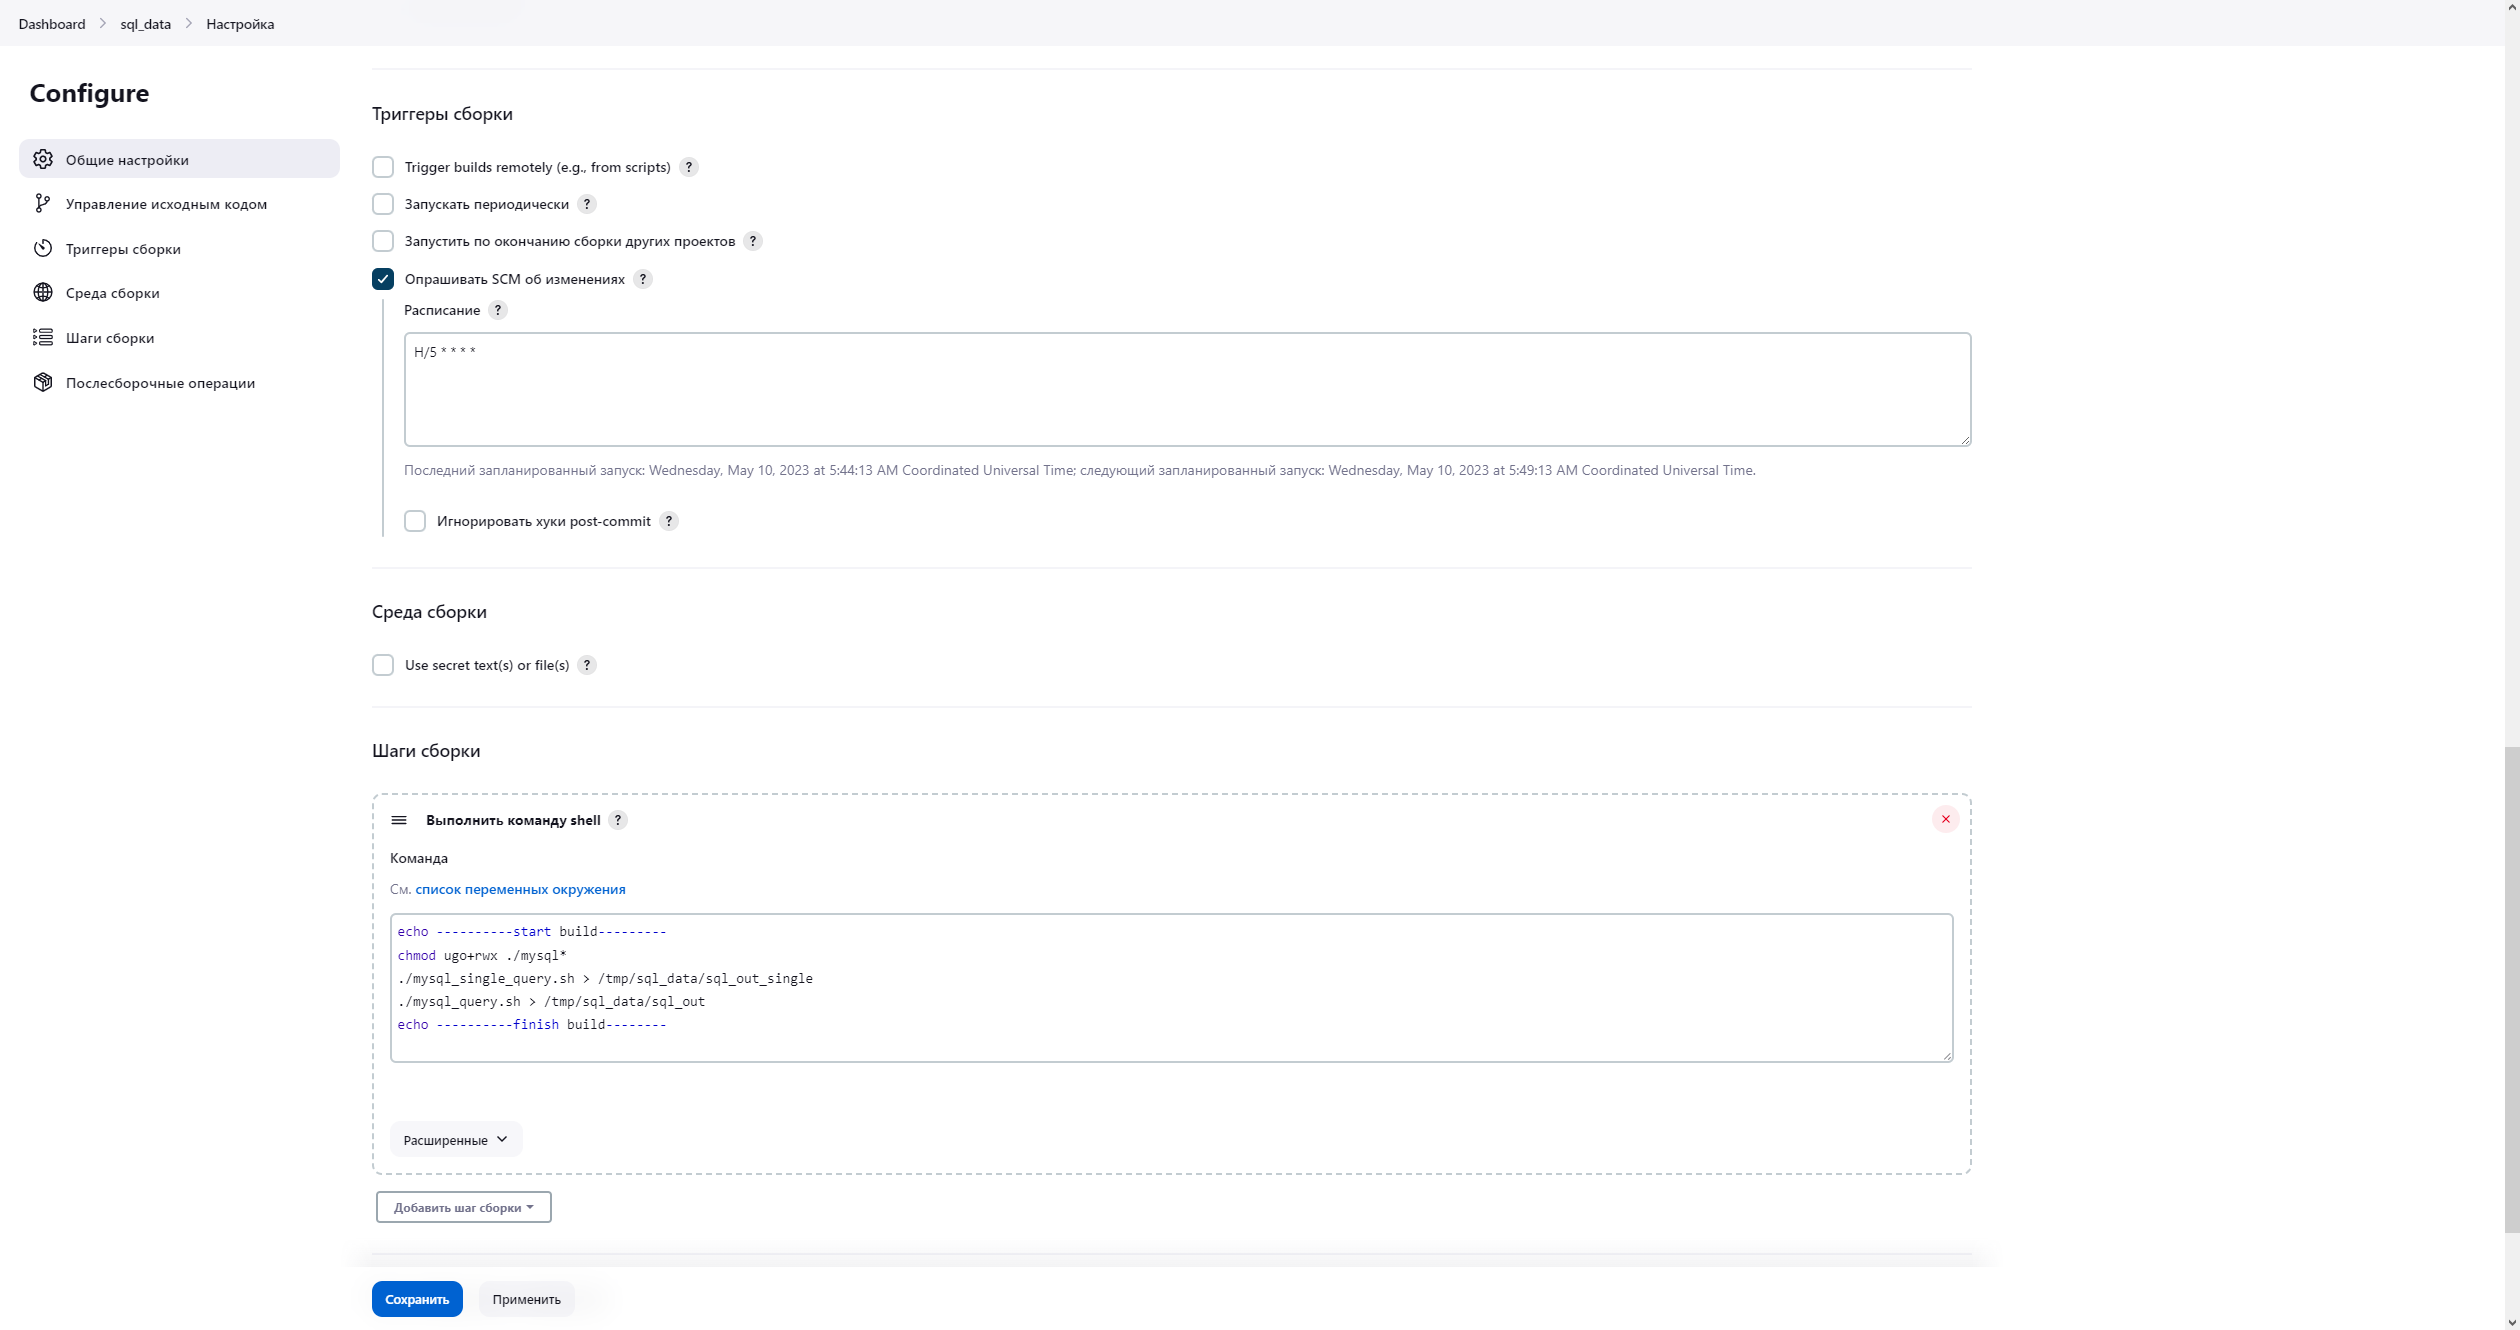 Dashboard > sql_data > Настройка
Configure
Общие настройки
Управление исходным кодом
Триггеры сборки
Среда сборки
Шаги сборки
Послесборочные операции
Триггеры сборки
Trigger builds remotely (e.g., from scripts) ?
Запускать периодически ?
Запустить по окончанию сборки других проектов ?
Опрашивать SCM об изменениях ?
Расписание ?
H/5 * * * *
Последний запланированный запуск: Wednesday, May 10, 2023 at 5:44:13 AM Coordinated Universal Time; следующий запланированный запуск: Wednesday, May 10, 2023 at 5:49:13 AM Coordinated Universal Time.
Игнорировать хуки post-commit ?
Среда сборки
Use secret text(s) or file(s) ?
Шаги сборки
Выполнить команду shell ?
Команда
См. список переменных окружения
echo ----------start build---------
chmod ugo+rwx ./mysql*
./mysql_single_query.sh > /tmp/sql_data/sql_out_single
./mysql_query.sh > /tmp/sql_data/sql_out
echo ----------finish build--------
Расширенные
Добавить шаг сборки
Сохранить
Применить